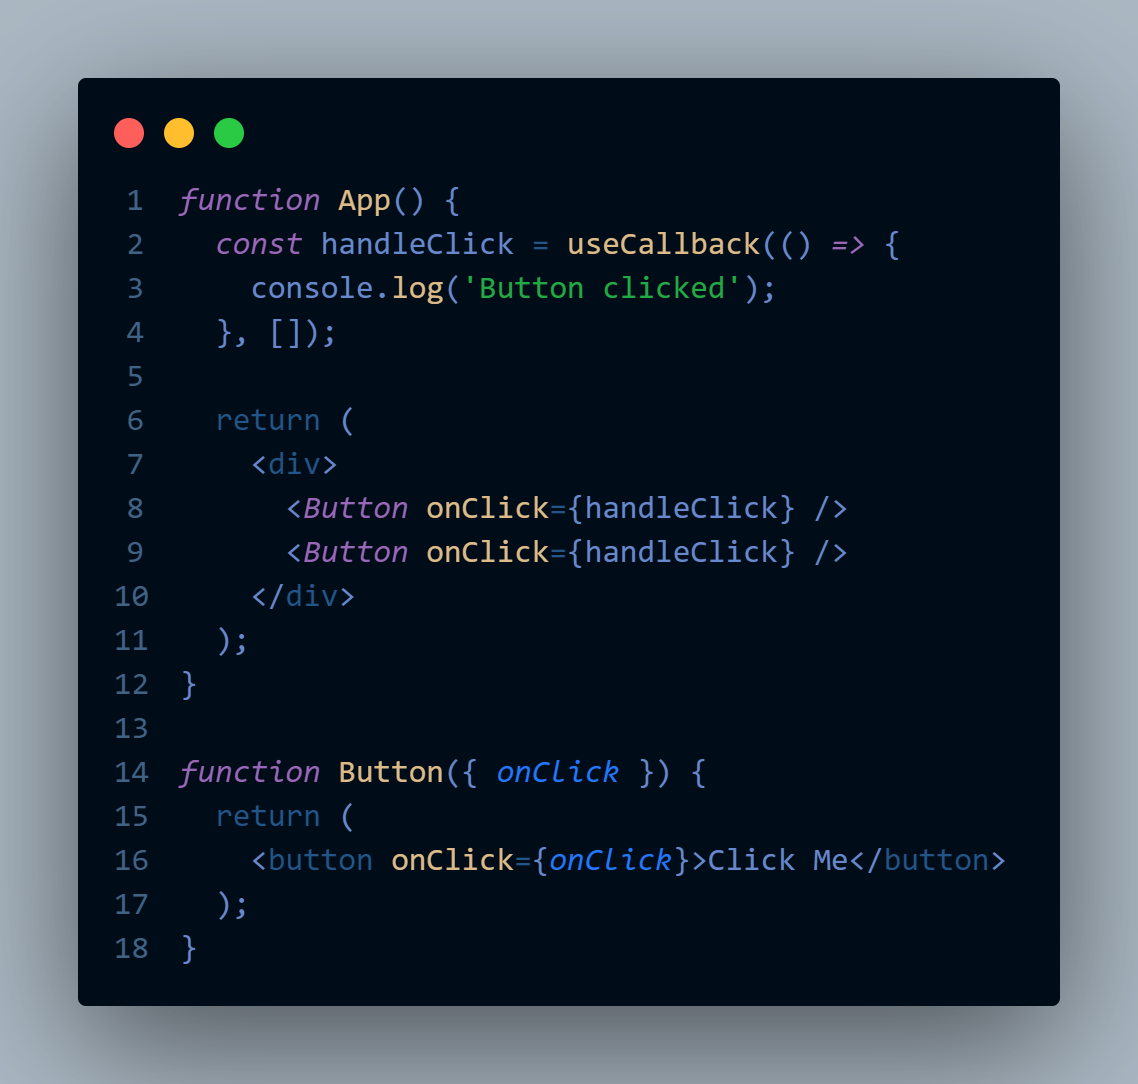 1 function App() {
2   const handleClick = useCallback(() => {
3     console.log('Button clicked');
4   }, []);
5
6   return (
7     <div>
8       <Button onClick={handleClick} />
9       <Button onClick={handleClick} />
10     </div>
11   );
12 }
13
14 function Button({ onClick }) {
15   return (
16     <button onClick={onClick}>Click Me</button>
17   );
18 }